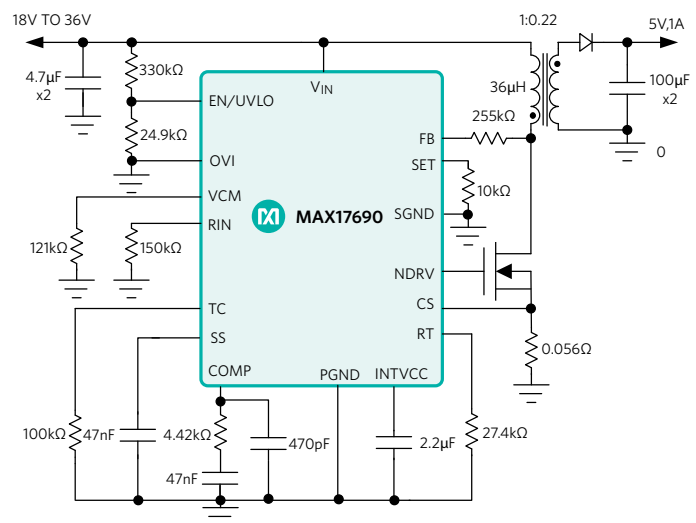 18V TO 36V
1:0.22
5V,1A
4.7µF
x2
330kΩ
VIN
36µH
100µF
x2
EN/UVLO
24.9kΩ
255kΩ
FB
OVI
SET
0
VCM
10kΩ
RIN
MAX17690
SGND
121kΩ
150kΩ
NDRV
TC
CS
SS
RT
0.056Ω
COMP
PGND
INTVCC
100kΩ
47nF
4.42kΩ
470pF
2.2µF
27.4kΩ
47nF